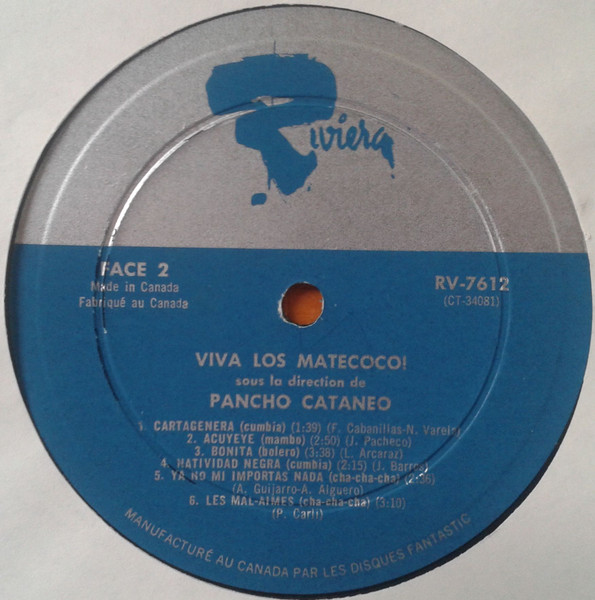 Riviera
FACE 2
Made in Canada
Fabriqué au Canada
RV-7612
(CT-34081)
VIVA LOS MATECOCO!
sous la direction de
PANCHO CATANEO
1. CARTAGENERA (cumbia) (1:39) (F. Cabanillas-N. Varela)
2. ACUYEYE (mambo) (2:50) (J. Pacheco)
3. BONITA (bolero) (3:38) (L. Arcaraz)
4. HATIVIDAD NEGRA (cumbia) (2:15) (J. Barros)
5. YA NO MI IMPORTAS NADA (cha-cha-cha) (2:36)
(A. Guijarro-A. Alguero)
6. LES MAL-AIMES (cha-cha-cha) (3:10)
(P. Carli)
MANUFACTURÉ AU CANADA PAR LES DISQUES FANTASTIC